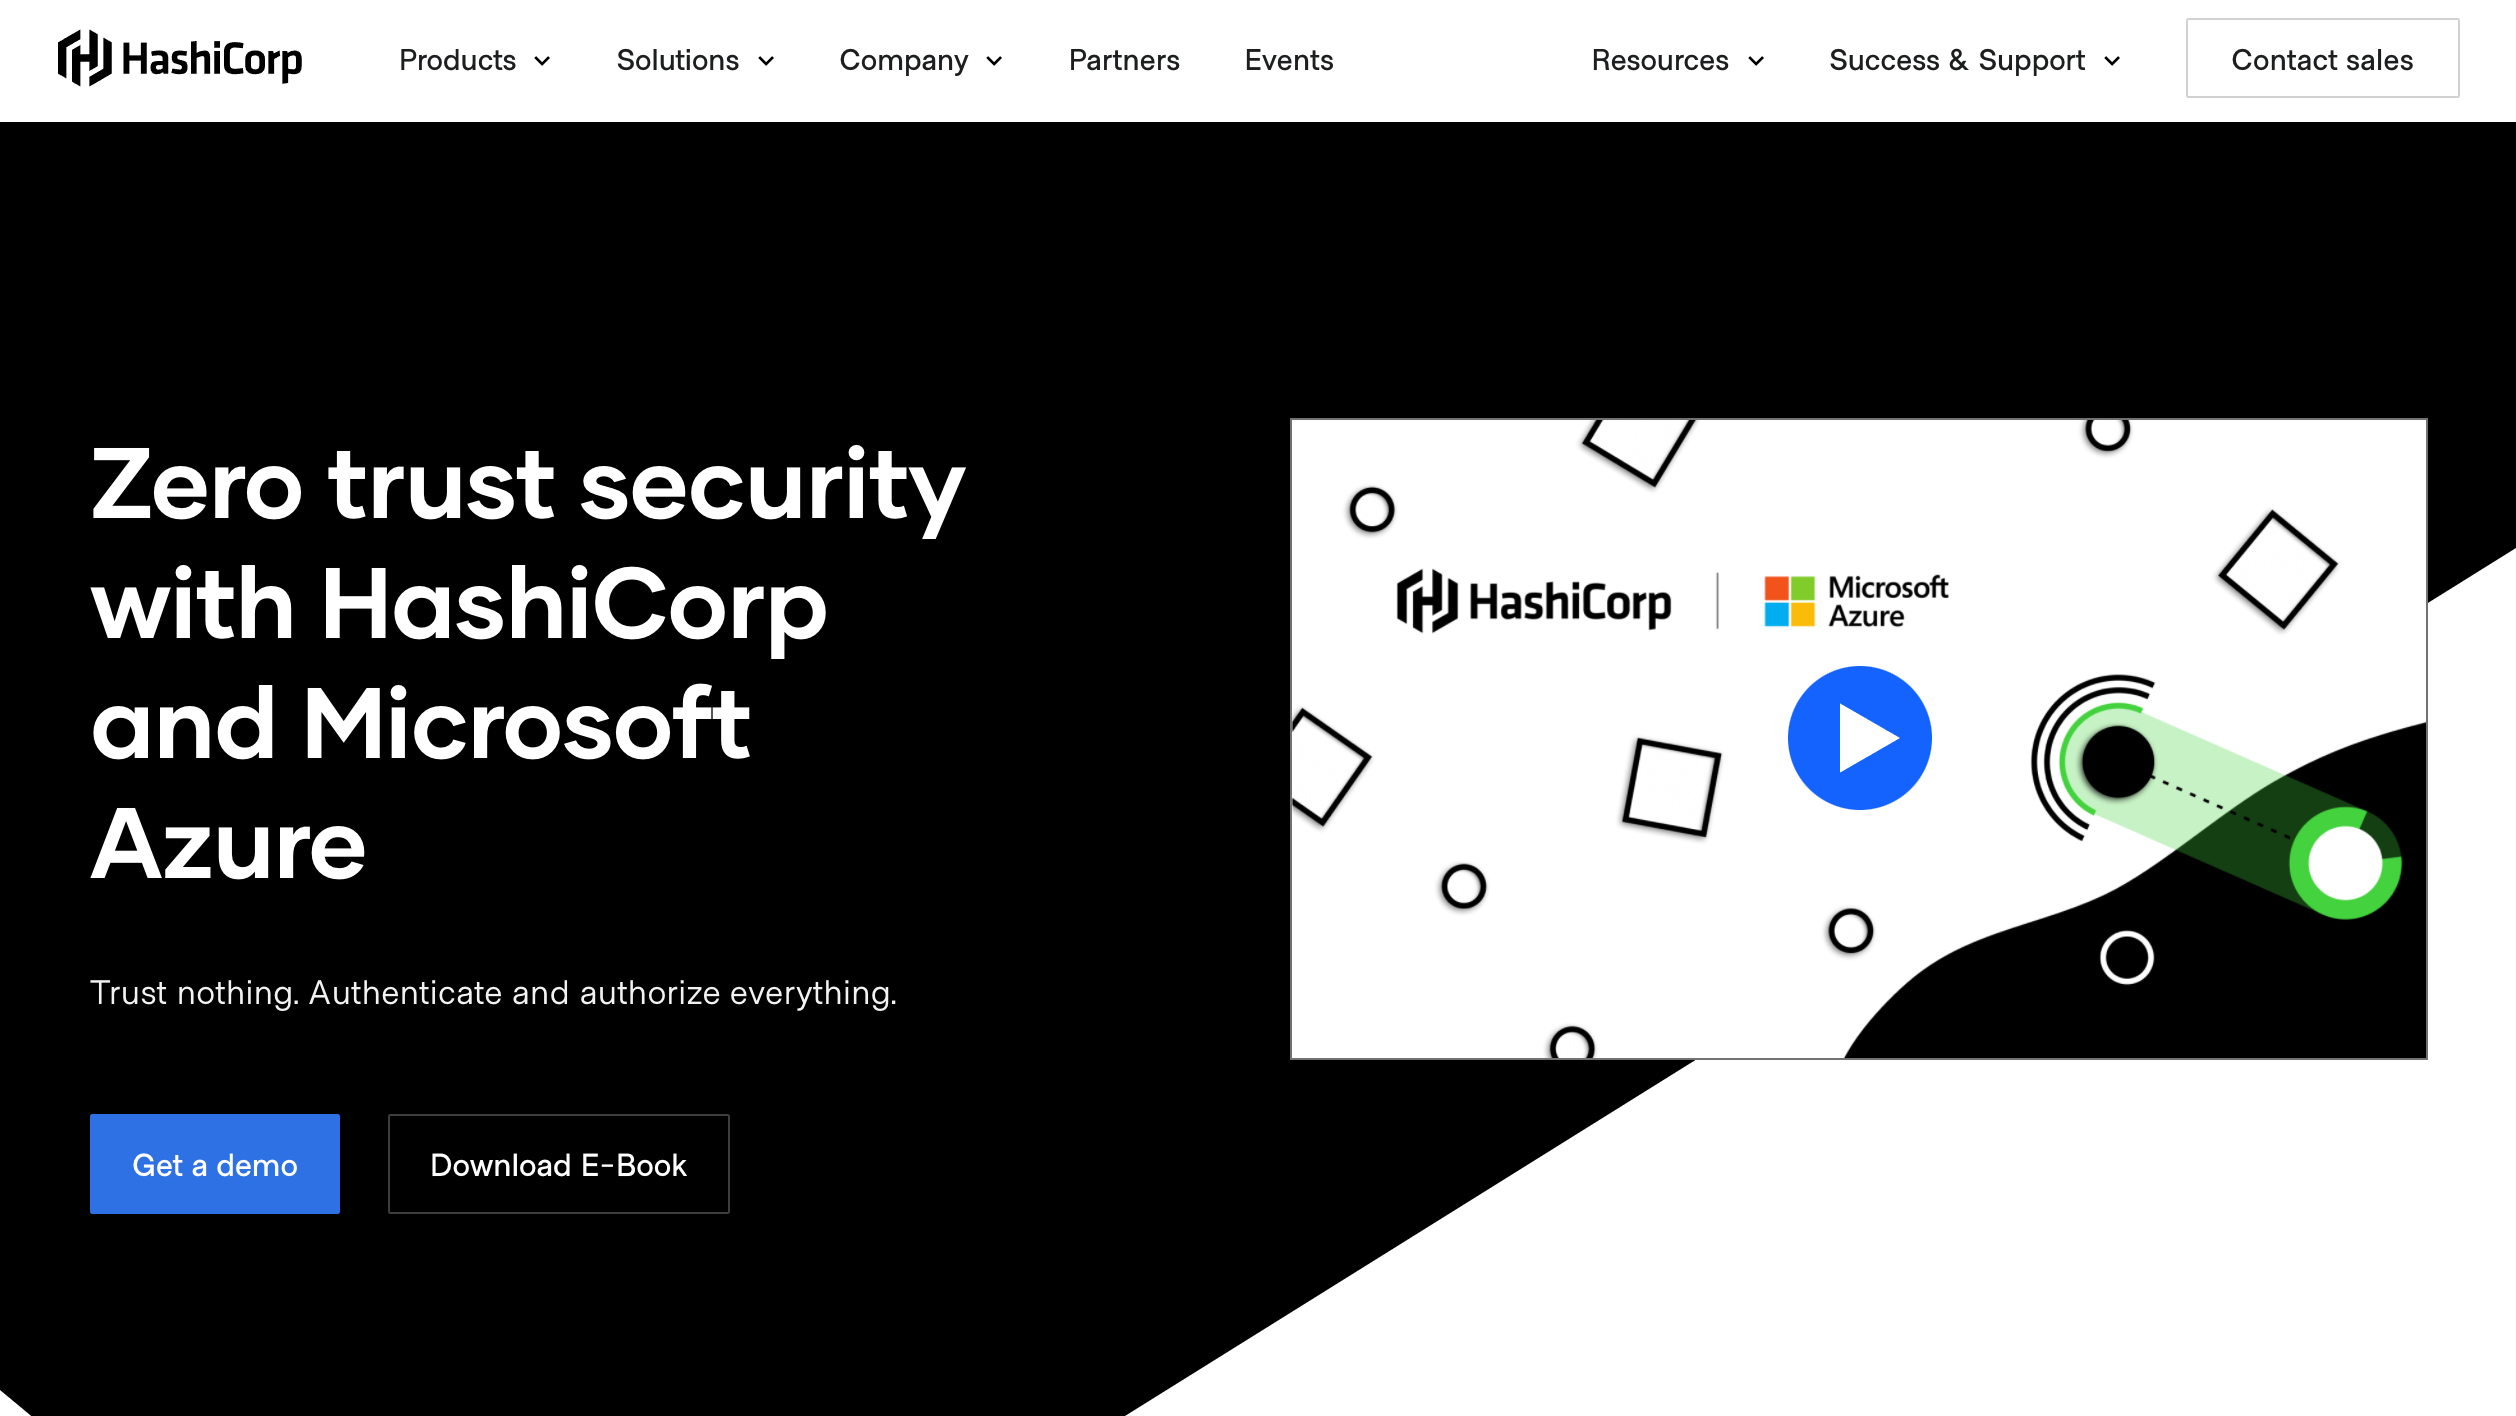 HashiCorp
Products
Solutions
Company
Partners
Events
Resources
Success & Support
Contact sales
Zero trust security
with HashiCorp
and Microsoft
Azure
Trust nothing. Authenticate and authorize everything.
Get a demo
Download E-Book
HashiCorp
Microsoft
Azure